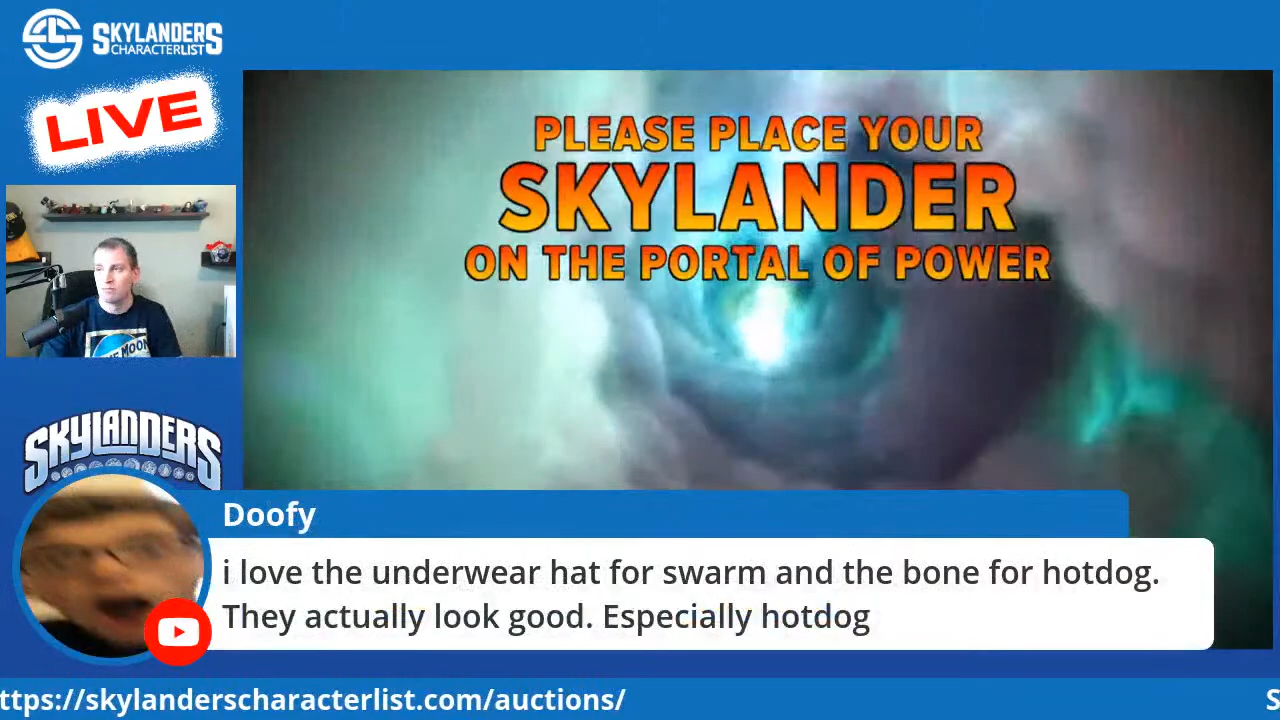 SKYLANDERS
CHARACTERLIST
LIVE
PLEASE PLACE YOUR
SKYLANDER
ON THE PORTAL OF POWER
MOON
SKYLANDERS
Doofy
i love the underwear hat for swarm and the bone for hotdog.
They actually look good. Especially hotdog
ttps://skylanderscharacterlist.com/auctions/
S